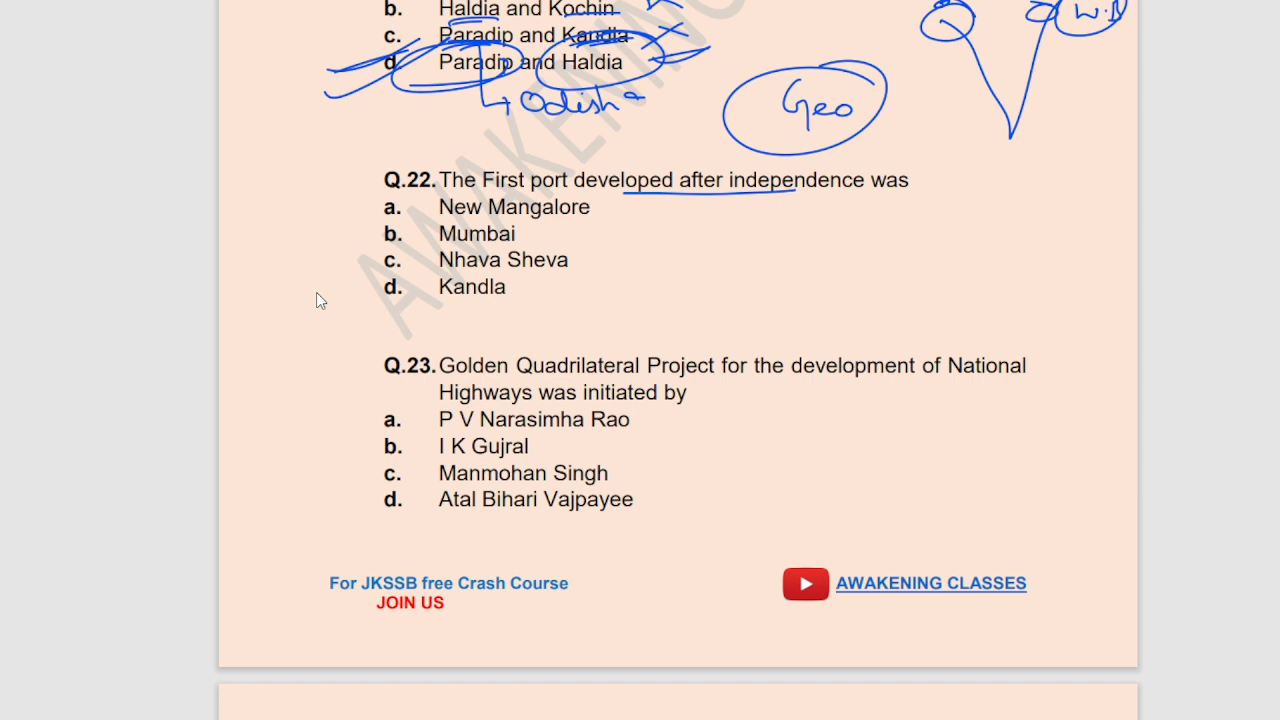 b. Haldia and Kochin
W.B
c. Paradip and Kandla
d. Paradip and Haldia
Odisha
Geo
AWAKENING
Q.22. The First port developed after independence was
a. New Mangalore
b. Mumbai
c. Nhava Sheva
d. Kandla
Q.23. Golden Quadrilateral Project for the development of National
Highways was initiated by
a. P V Narasimha Rao
b. I K Gujral
c. Manmohan Singh
d. Atal Bihari Vajpayee
For JKSSB free Crash Course
JOIN US
AWAKENING CLASSES